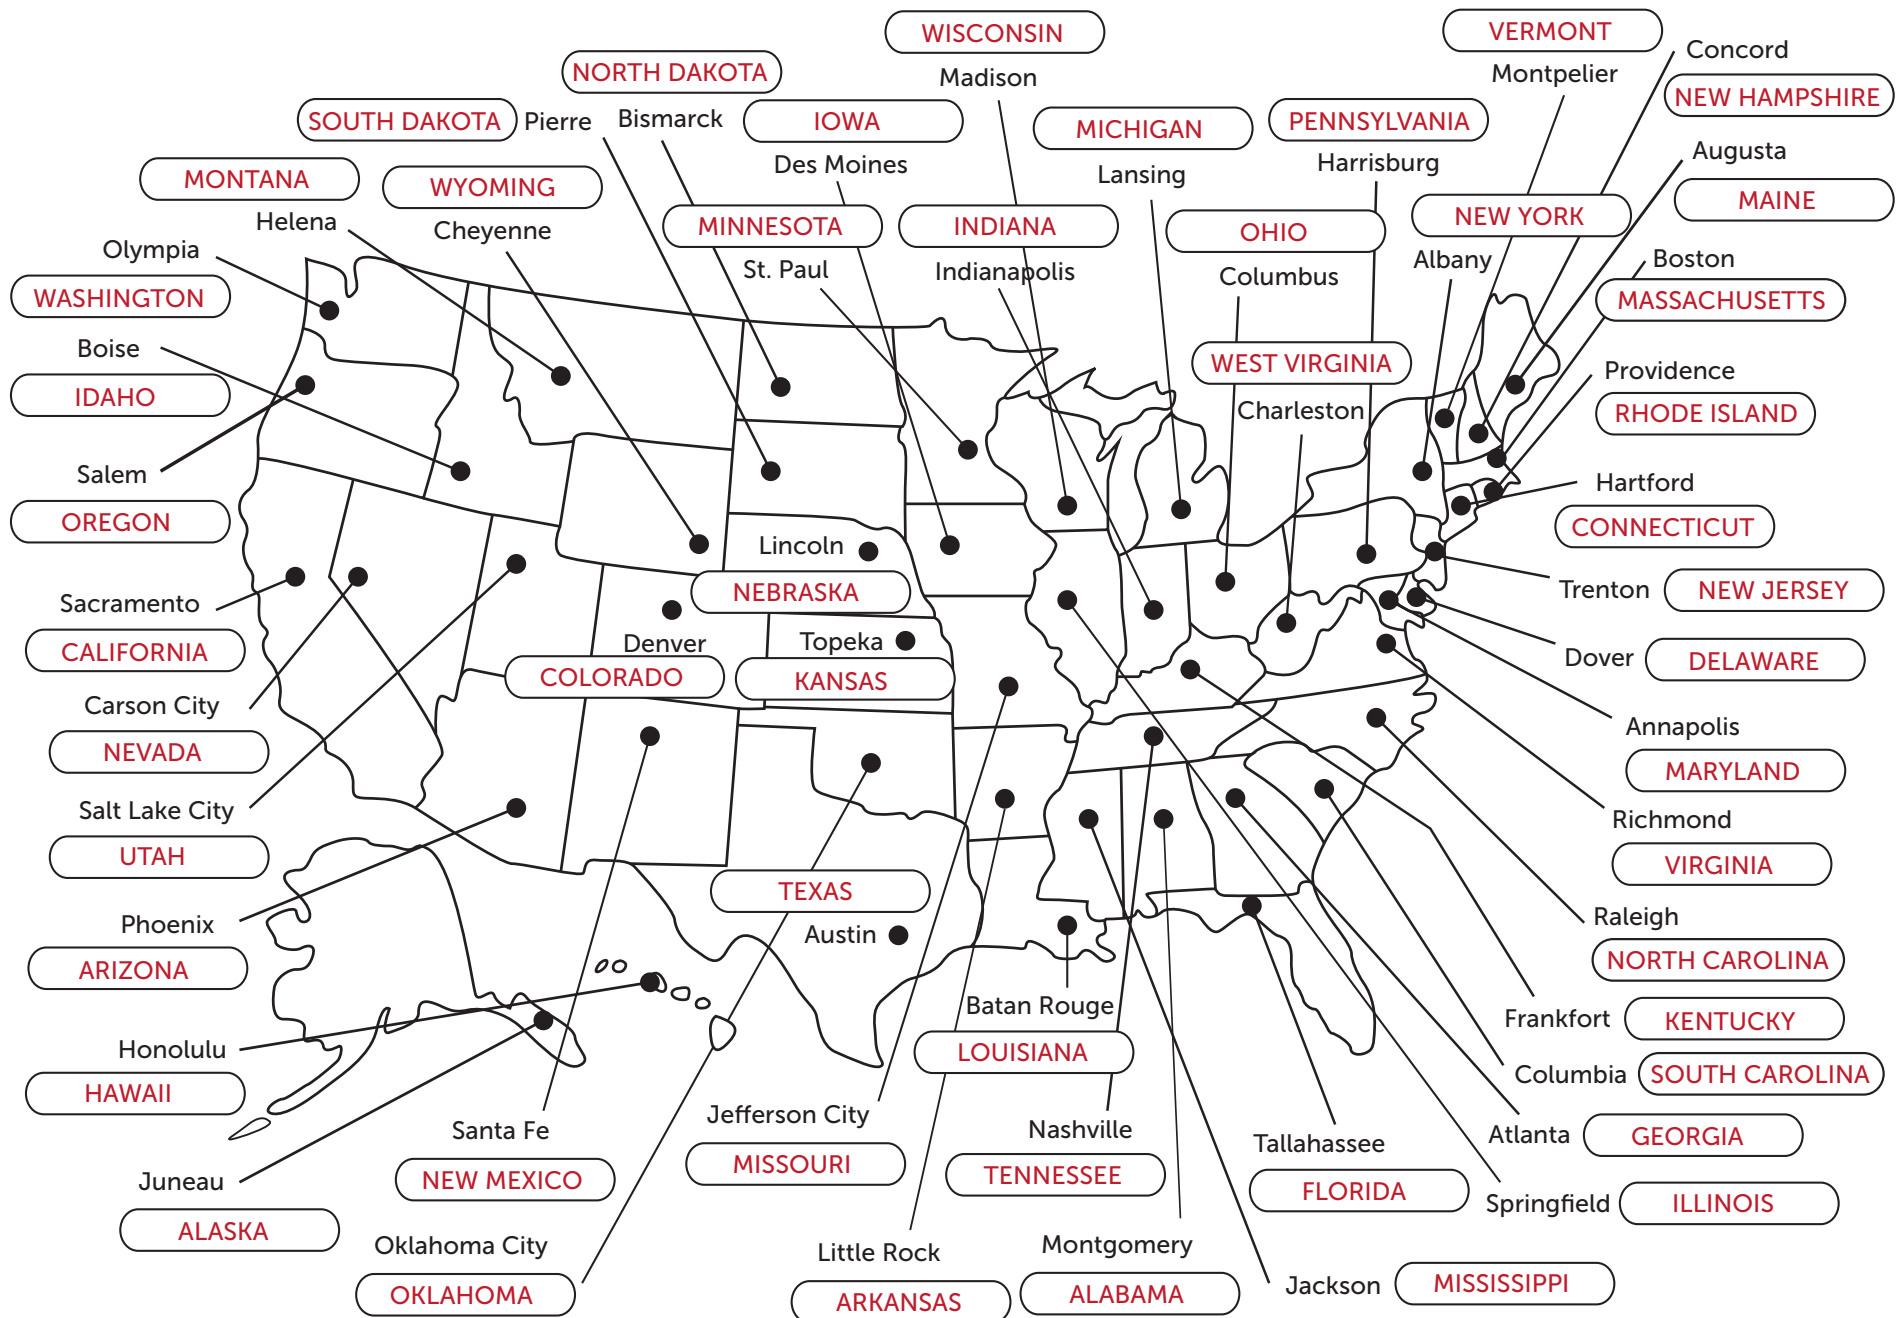 WISCONSIN
Madison
VERMONT
Montpelier
Concord
NEW HAMPSHIRE
NORTH DAKOTA
Bismarck
SOUTH DAKOTA Pierre
IOWA
Des Moines
MICHIGAN
Lansing
PENNSYLVANIA
Harrisburg
Augusta
MAINE
MONTANA
Helena
WYOMING
Cheyenne
MINNESOTA
St. Paul
INDIANA
Indianapolis
OHIO
Columbus
NEW YORK
Albany
Boston
MASSACHUSETTS
Olympia
WASHINGTON
Boise
IDAHO
WEST VIRGINIA
Charleston
Providence
RHODE ISLAND
Salem
OREGON
Hartford
CONNECTICUT
Lincoln
NEBRASKA
Sacramento
CALIFORNIA
Denver
COLORADO
Topeka
KANSAS
Trenton NEW JERSEY
Dover DELAWARE
Carson City
NEVADA
Annapolis
MARYLAND
Salt Lake City
UTAH
Richmond
VIRGINIA
TEXAS
Austin
Phoenix
ARIZONA
Raleigh
NORTH CAROLINA
Batan Rouge
LOUISIANA
Frankfort KENTUCKY
Honolulu
HAWAII
Columbia SOUTH CAROLINA
Jefferson City
MISSOURI
Santa Fe
NEW MEXICO
Nashville
TENNESSEE
Tallahassee
FLORIDA
Atlanta GEORGIA
Juneau
ALASKA
Springfield ILLINOIS
Oklahoma City
OKLAHOMA
Little Rock
ARKANSAS
Montgomery
ALABAMA
Jackson MISSISSIPPI